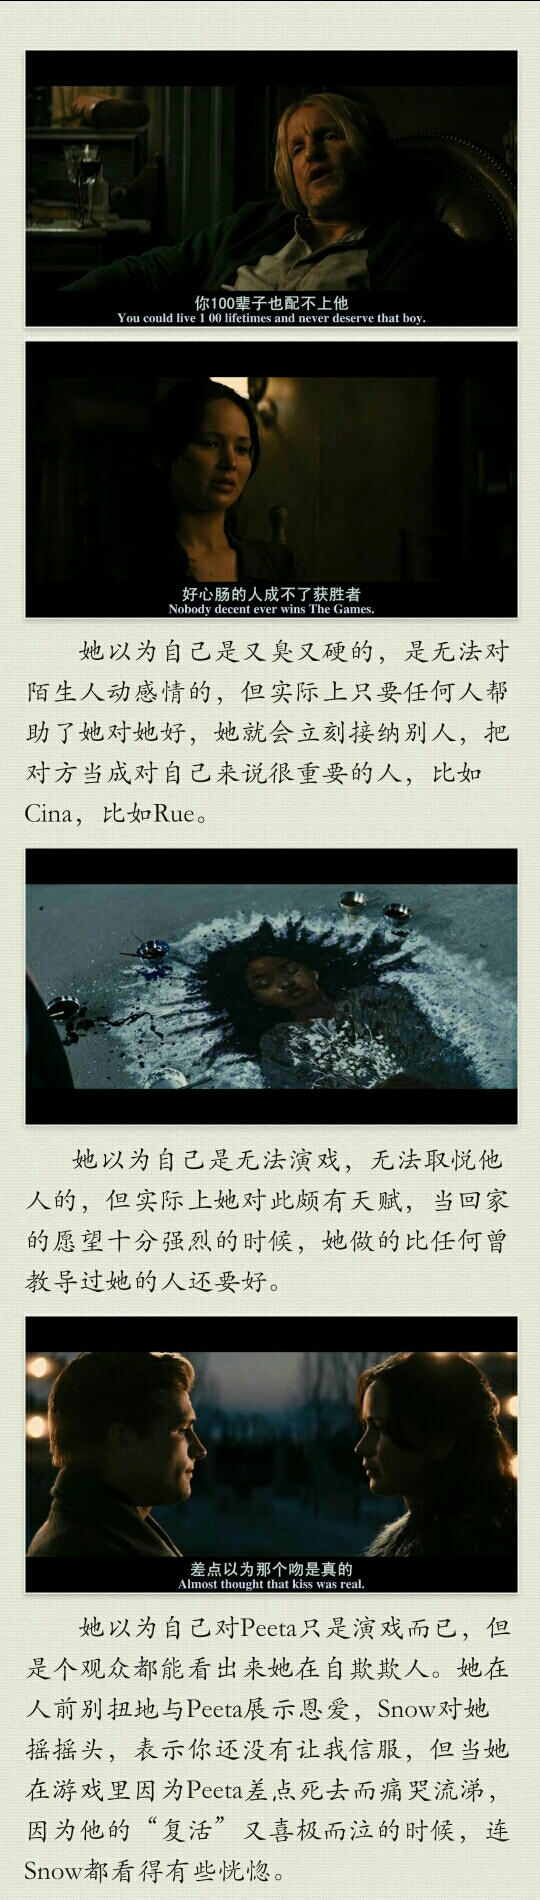 你100辈子也配不上他
You could live 1 00 lifetimes and never deserve that boy.
好心肠的人成不了获胜者
Nobody decent ever wins The Games.
她以为自己是又臭又硬的，是无法对
陌生人动感情的，但实际上只要任何人帮
助了她对她好，她就会立刻接纳别人，把
对方当成对自己来说很重要的人，比如
Cina，比如Rue。
她以为自己是无法演戏，无法取悦他
人的，但实际上她对此颇有天赋，当回家
的愿望十分强烈的时候，她做的比任何曾
教导过她的人还要好。
差点以为那个吻是真的
Almost thought that kiss was real.
她以为自己对Peeta只是演戏而已，但
是个观众都能看出来她在自欺欺人。她在
人前别扭地与Peeta展示恩爱，Snow对她
摇摇头，表示你还没有让我信服，但当她
在游戏里因为Peeta差点死去而痛哭流涕，
因为他的“复活”又喜极而泣的时候，连
Snow都看得有些恍惚。